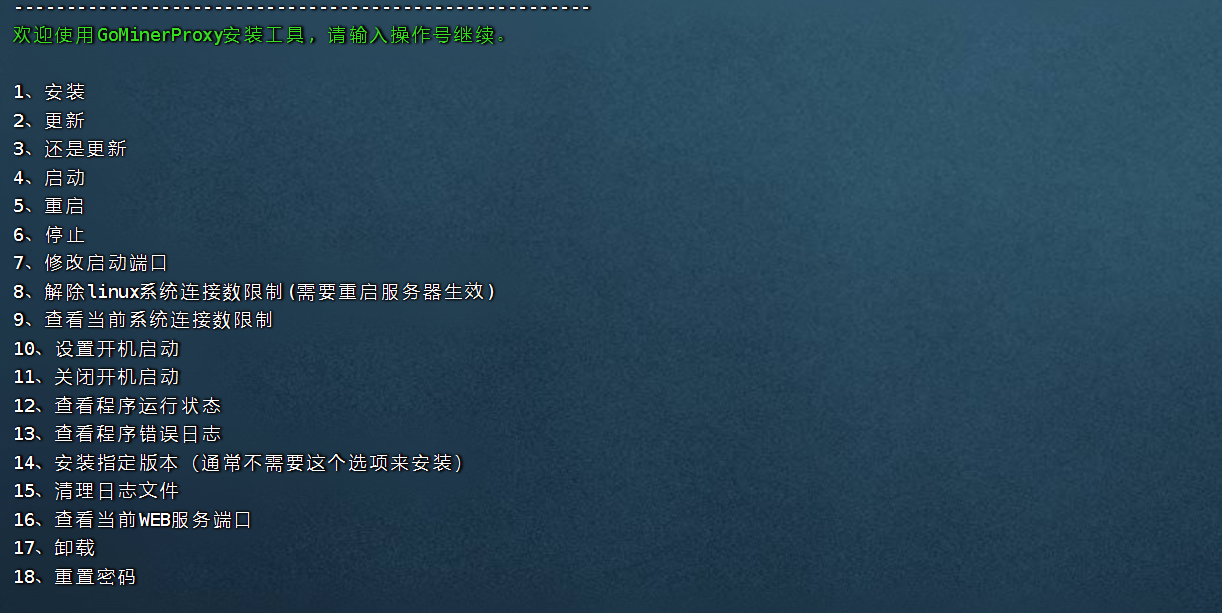 -------------------------------------------------------
欢迎使用GoMinerProxy安装工具，请输入操作号继续。
1、安装
2、更新
3、还是更新
4、启动
5、重启
6、停止
7、修改启动端口
8、解除linux系统连接数限制(需要重启服务器生效)
9、查看当前系统连接数限制
10、设置开机启动
11、关闭开机启动
12、查看程序运行状态
13、查看程序错误日志
14、安装指定版本（通常不需要这个选项来安装）
15、清理日志文件
16、查看当前WEB服务端口
17、卸载
18、重置密码